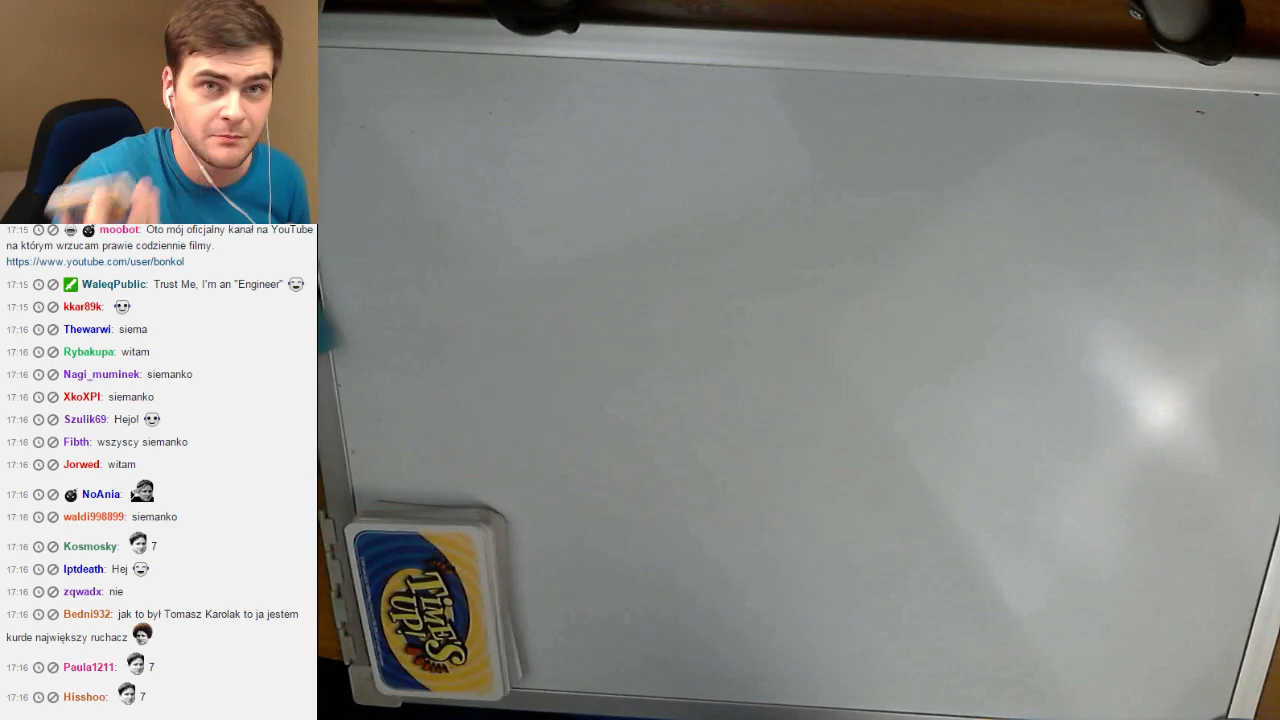 17:15 moobot: Oto mój oficjalny kanał na YouTube
na którym wrzucam prawie codziennie filmy.
https://www.youtube.com/user/bonkol
17:15 WaleqPublic: Trust Me, I'm an "Engineer"
17:15 kkar89k:
17:16 Thewarwi: siema
17:16 Rybakupa: witam
17:16 Nagi_muminek: siemanko
17:16 XkoXPI: siemanko
17:16 Szulik69: Hejo!
17:16 Fibth: wszyscy siemanko
17:16 Jorwed: witam
17:16 NoAnia:
17:16 waldi998899: siemanko
17:16 Kosmosky: 7
17:16 Iptdeath: Hej
17:16 zqwadx: nie
17:16 Bedni932: jak to był Tomasz Karolak to ja jestem
kurde największy ruchacz
17:16 Paula1211: 7
17:16 Hisshoo: 7
TIME'S
UP!